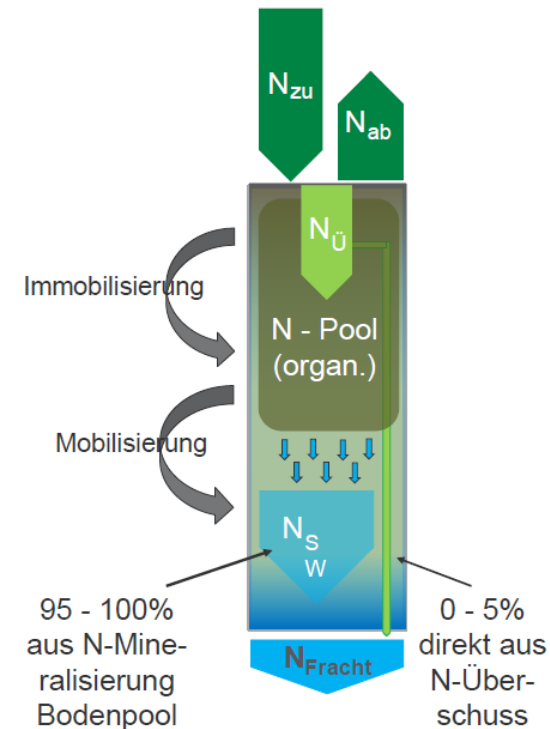 Nzu
Nab
NÜ
Immobilisierung
N - Pool
(organ.)
Mobilisierung
NS
W
95 - 100%
aus N-Mine-
ralisierung
Bodenpool
0 - 5%
direkt aus
N-Über-
schuss
NFracht